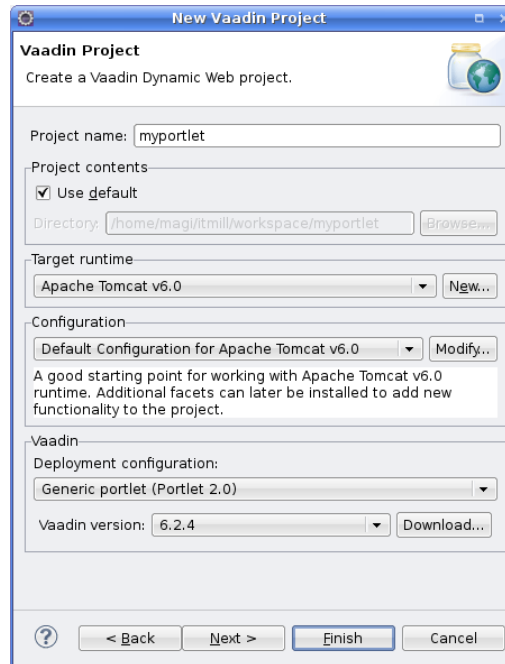 New Vaadin Project
Vaadin Project
Create a Vaadin Dynamic Web project.
Project name: myportlet
Project contents
Use default
Directory: /home/magi/itmill/workspace/myportlet Browse...
Target runtime
Apache Tomcat v6.0 New...
Configuration
Default Configuration for Apache Tomcat v6.0 Modify...
A good starting point for working with Apache Tomcat v6.0
runtime. Additional facets can later be installed to add new
functionality to the project.
Vaadin
Deployment configuration:
Generic portlet (Portlet 2.0)
Vaadin version: 6.2.4 Download...
? < Back Next > Finish Cancel